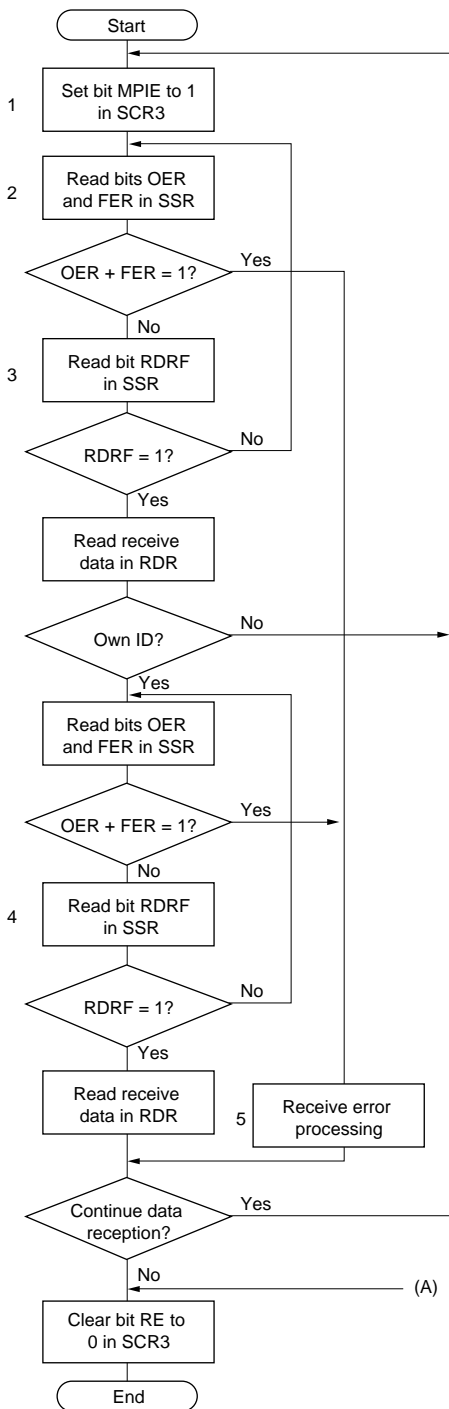 Start
1
Set bit MPIE to 1
in SCR3
2
Read bits OER
and FER in SSR
OER + FER = 1?
Yes
No
3
Read bit RDRF
in SSR
RDRF = 1?
No
Yes
Read receive
data in RDR
Own ID?
No
Yes
Read bits OER
and FER in SSR
OER + FER = 1?
Yes
No
4
Read bit RDRF
in SSR
RDRF = 1?
No
Yes
Read receive
data in RDR
5
Receive error
processing
Continue data
reception?
Yes
No
(A)
Clear bit RE to
0 in SCR3
End